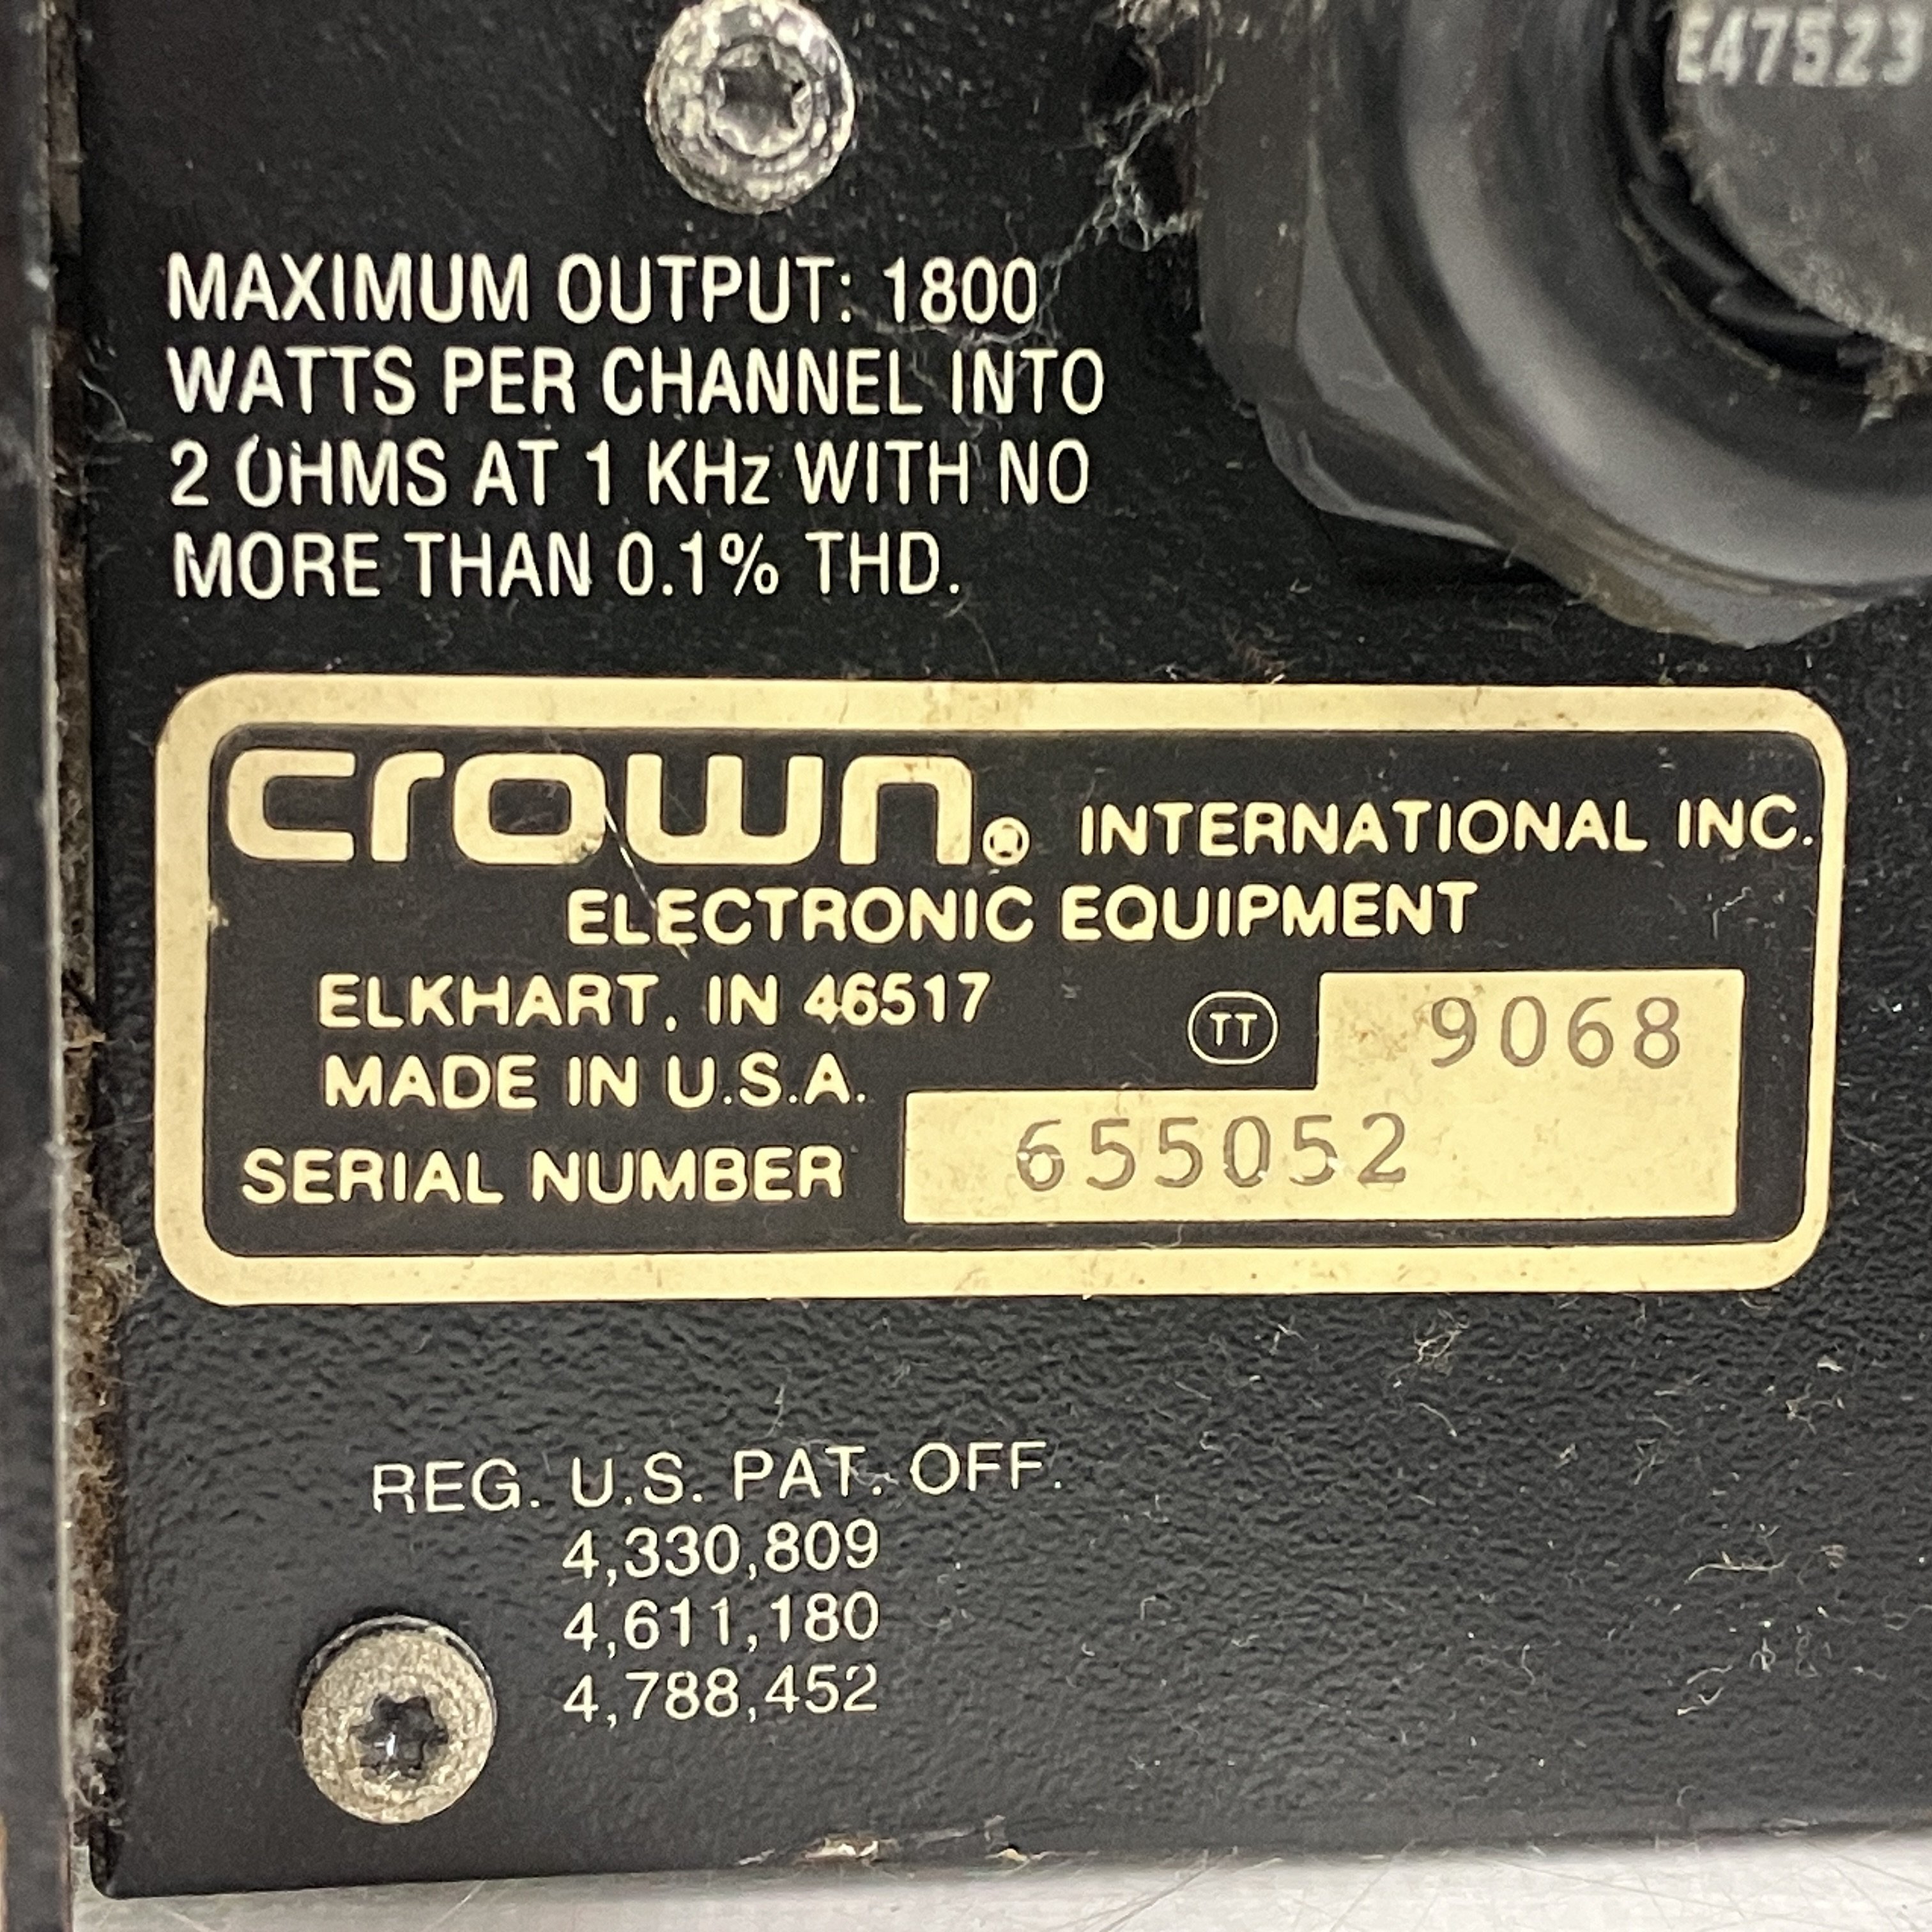 E47523
MAXIMUM OUTPUT: 1800
WATTS PER CHANNEL INTO
2 OHMS AT 1 KHz WITH NO
MORE THAN 0.1% THD.
crown® INTERNATIONAL INC.
ELECTRONIC EQUIPMENT
ELKHART, IN 46517
TT 9068
MADE IN U.S.A.
SERIAL NUMBER 655052
REG. U.S. PAT. OFF.
4,330,809
4,611,180
4,788,452